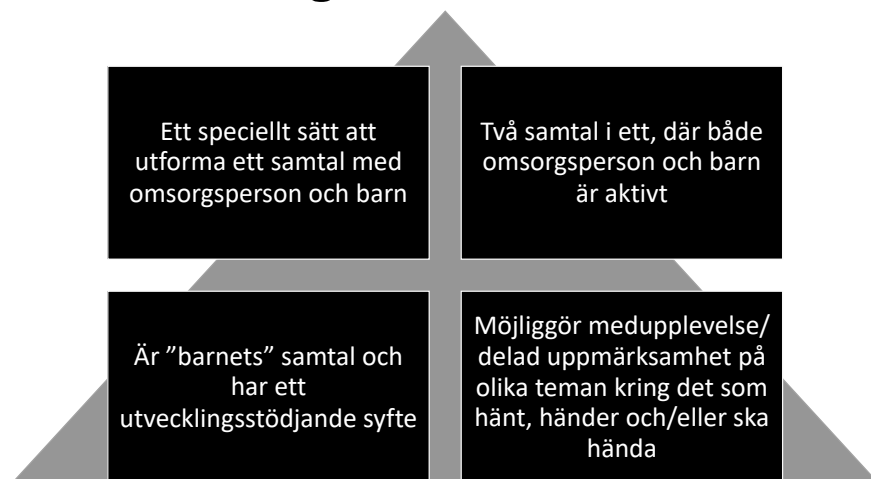 Ett speciellt sätt att
utforma ett samtal med
omsorgsperson och barn
Två samtal i ett, där både
omsorgsperson och barn
är aktivt
Är ”barnets” samtal och
har ett
utvecklingsstödjande syfte
Möjliggör medupplevelse/
delad uppmärksamhet på
olika teman kring det som
hänt, händer och/eller ska
hända